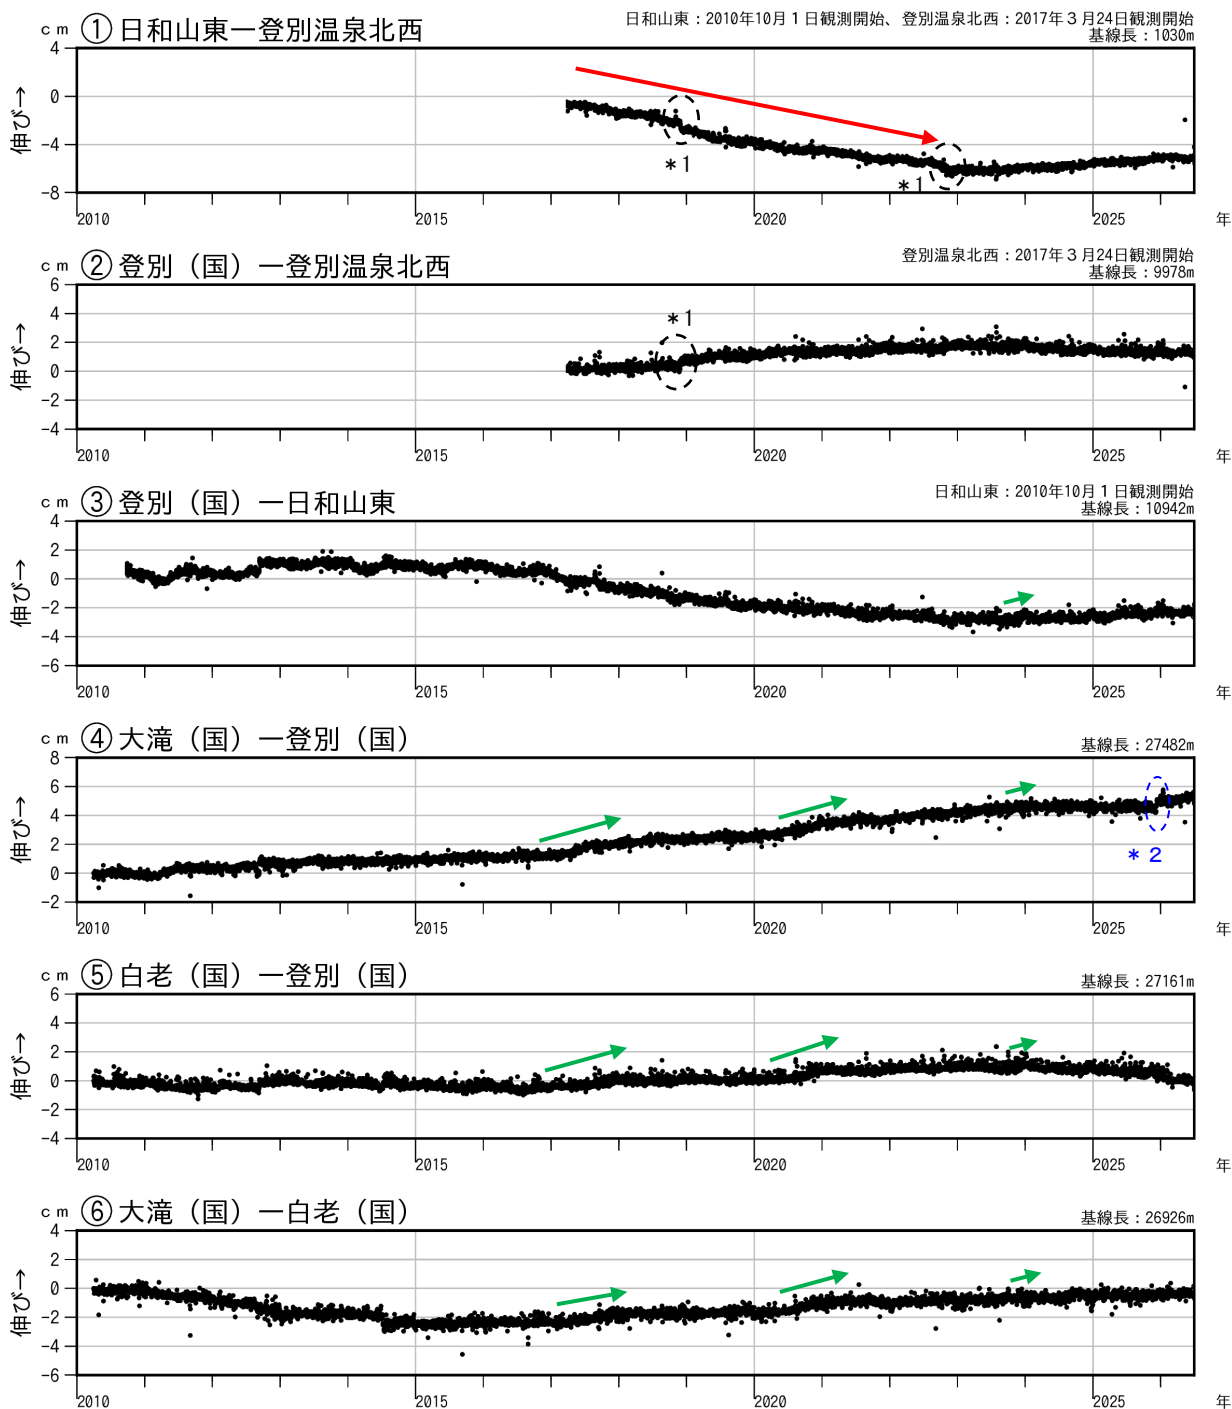 cm ①日和山東ー登別温泉北西
日和山東：2010年10月１日観測開始、登別温泉北西：2017年３月24日観測開始
基線長：1030m
4
0
-4
-8
伸び→
*1
*1
2010 2015 2020 2025 年
cm ②登別（国）ー登別温泉北西
登別温泉北西：2017年３月24日観測開始
基線長：9978m
6
4
2
0
-2
-4
伸び→
*1
2010 2015 2020 2025 年
cm ③登別（国）ー日和山東
日和山東：2010年10月１日観測開始
基線長：10942m
4
2
0
-2
-4
-6
伸び→
2010 2015 2020 2025 年
cm ④大滝（国）ー登別（国）
基線長：27482m
8
6
4
2
0
-2
伸び→
*2
2010 2015 2020 2025 年
cm ⑤白老（国）ー登別（国）
基線長：27161m
6
4
2
0
-2
-4
伸び→
2010 2015 2020 2025 年
cm ⑥大滝（国）ー白老（国）
基線長：26926m
4
2
0
-2
-4
-6
伸び→
2010 2015 2020 2025 年